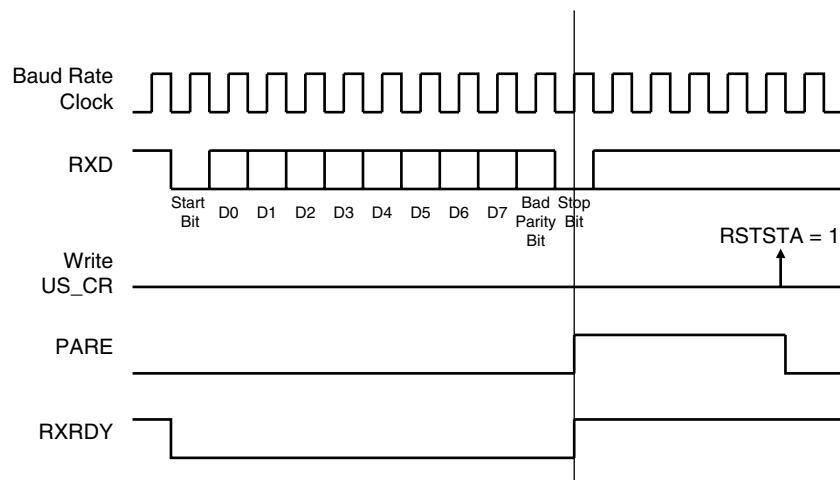 Baud Rate
Clock
RXD
Start
Bit
D0
D1
D2
D3
D4
D5
D6
D7
Bad
Parity
Bit
Stop
Bit
RSTSTA = 1
Write
US_CR
PARE
RXRDY